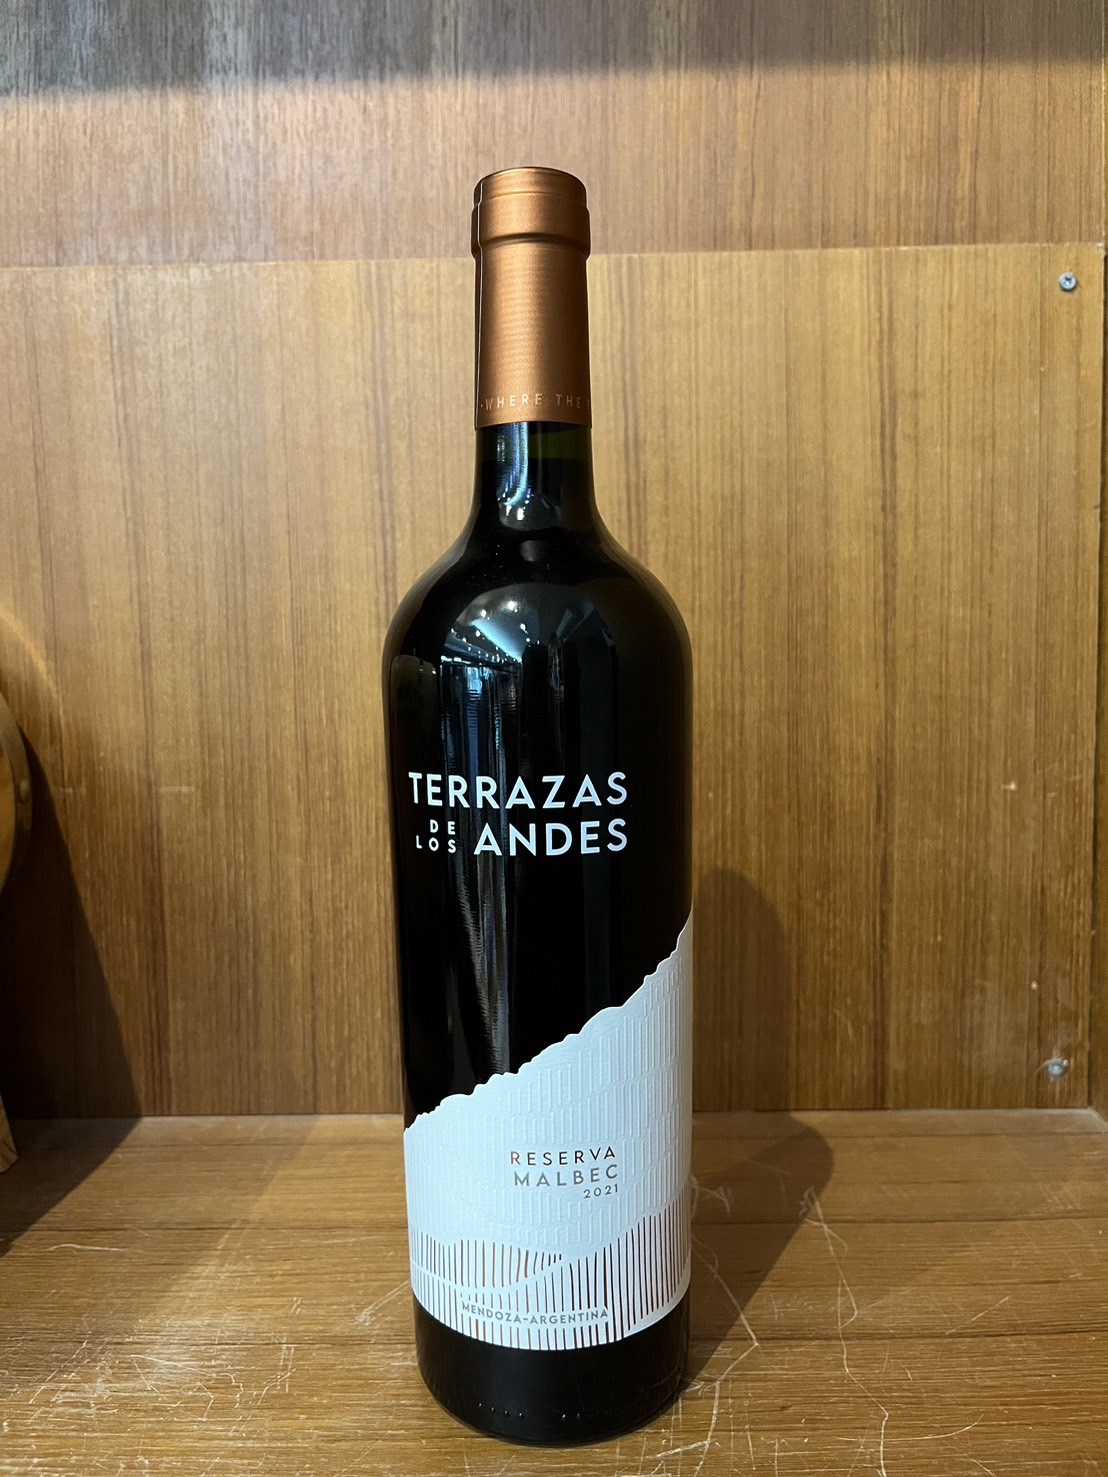 ·WHERE THE
TERRAZAS
DE LOS ANDES
RESERVA
MALBEC
2021
MENDOZA-ARGENTINA